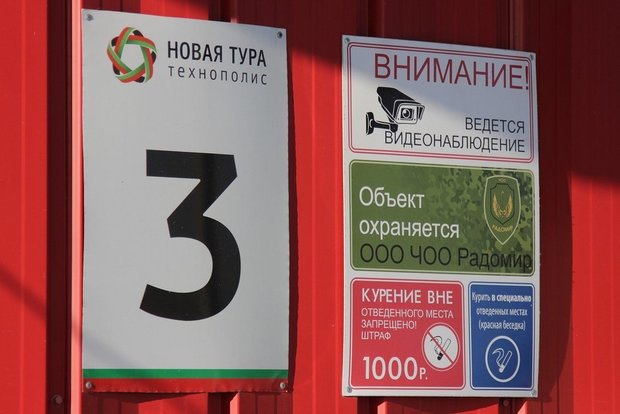 НОВАЯ ТУРА
ТЕХНОПОЛИС
3
ВНИМАНИЕ!
ВЕДЕТСЯ
ВИДЕОНАБЛЮДЕНИЕ
Объект
охраняется
ООО ЧОО Радомир
РАДОМИР
КУРЕНИЕ ВНЕ
ОТВЕДЕННОГО МЕСТА
ЗАПРЕЩЕНО!
ШТРАФ
1000Р.
Курить в специально
отведенных местах
(красная беседка)